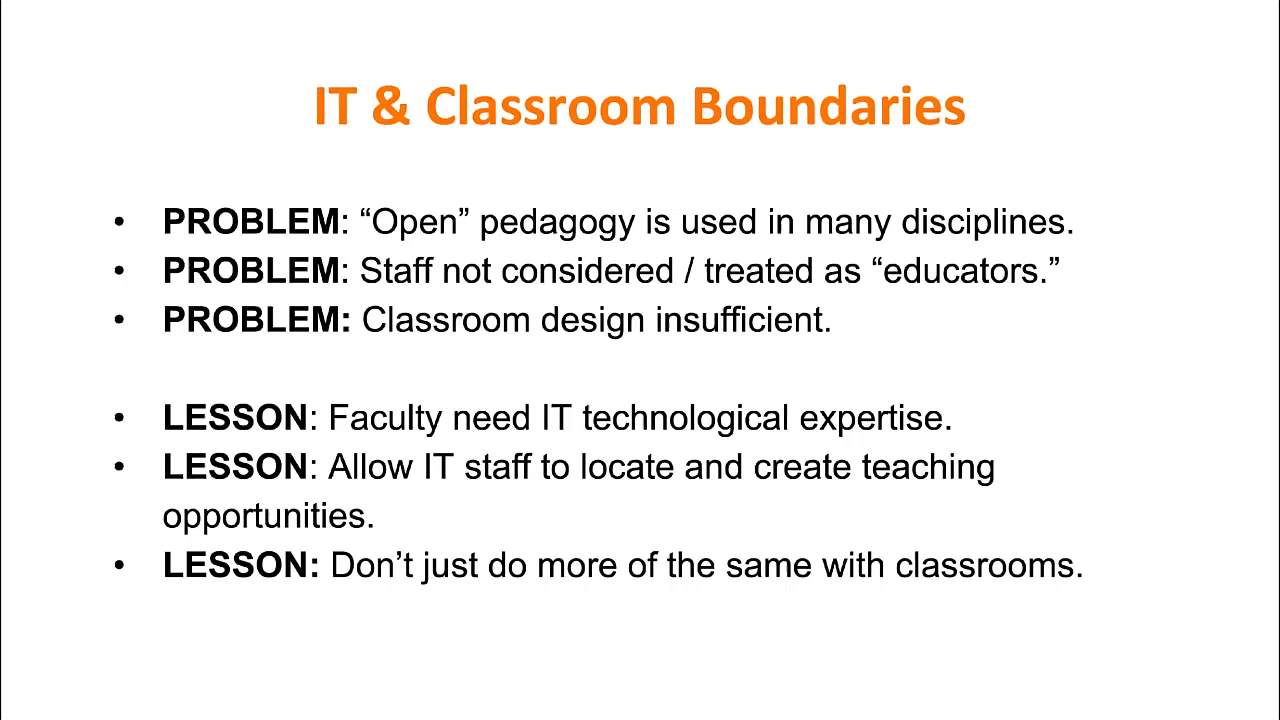 IT & Classroom Boundaries
• PROBLEM: “Open” pedagogy is used in many disciplines.
• PROBLEM: Staff not considered / treated as “educators.”
• PROBLEM: Classroom design insufficient.
• LESSON: Faculty need IT technological expertise.
• LESSON: Allow IT staff to locate and create teaching
opportunities.
• LESSON: Don’t just do more of the same with classrooms.